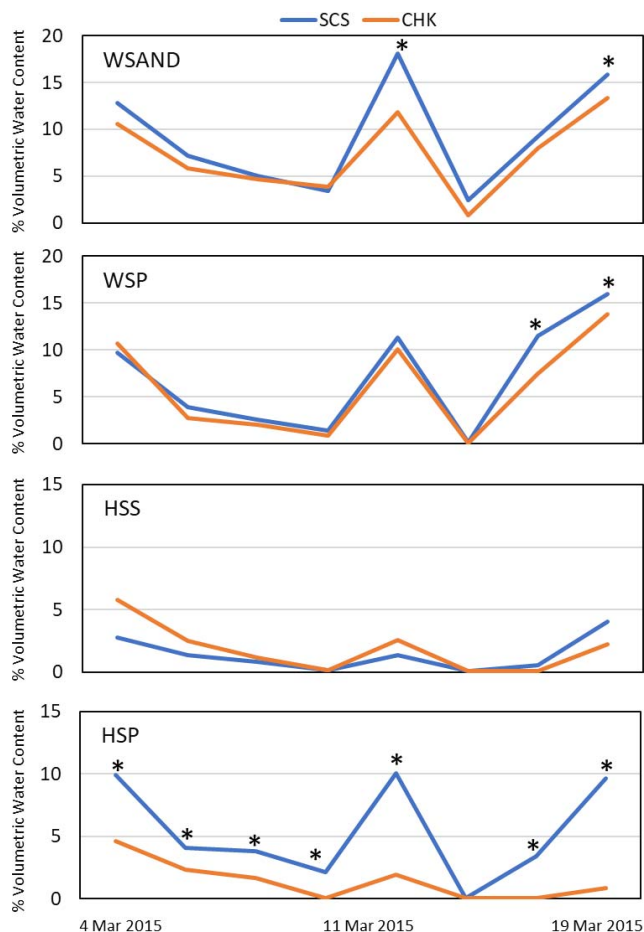 SCS CHK
% Volumetric Water Content
20
15
10
5
0
WSAND
*
*
% Volumetric Water Content
20
15
10
5
0
WSP
*
*
% Volumetric Water Content
15
10
5
0
HSS
% Volumetric Water Content
15
10
5
0
HSP
*
*
*
*
*
*
*
4 Mar 2015 11 Mar 2015 19 Mar 2015